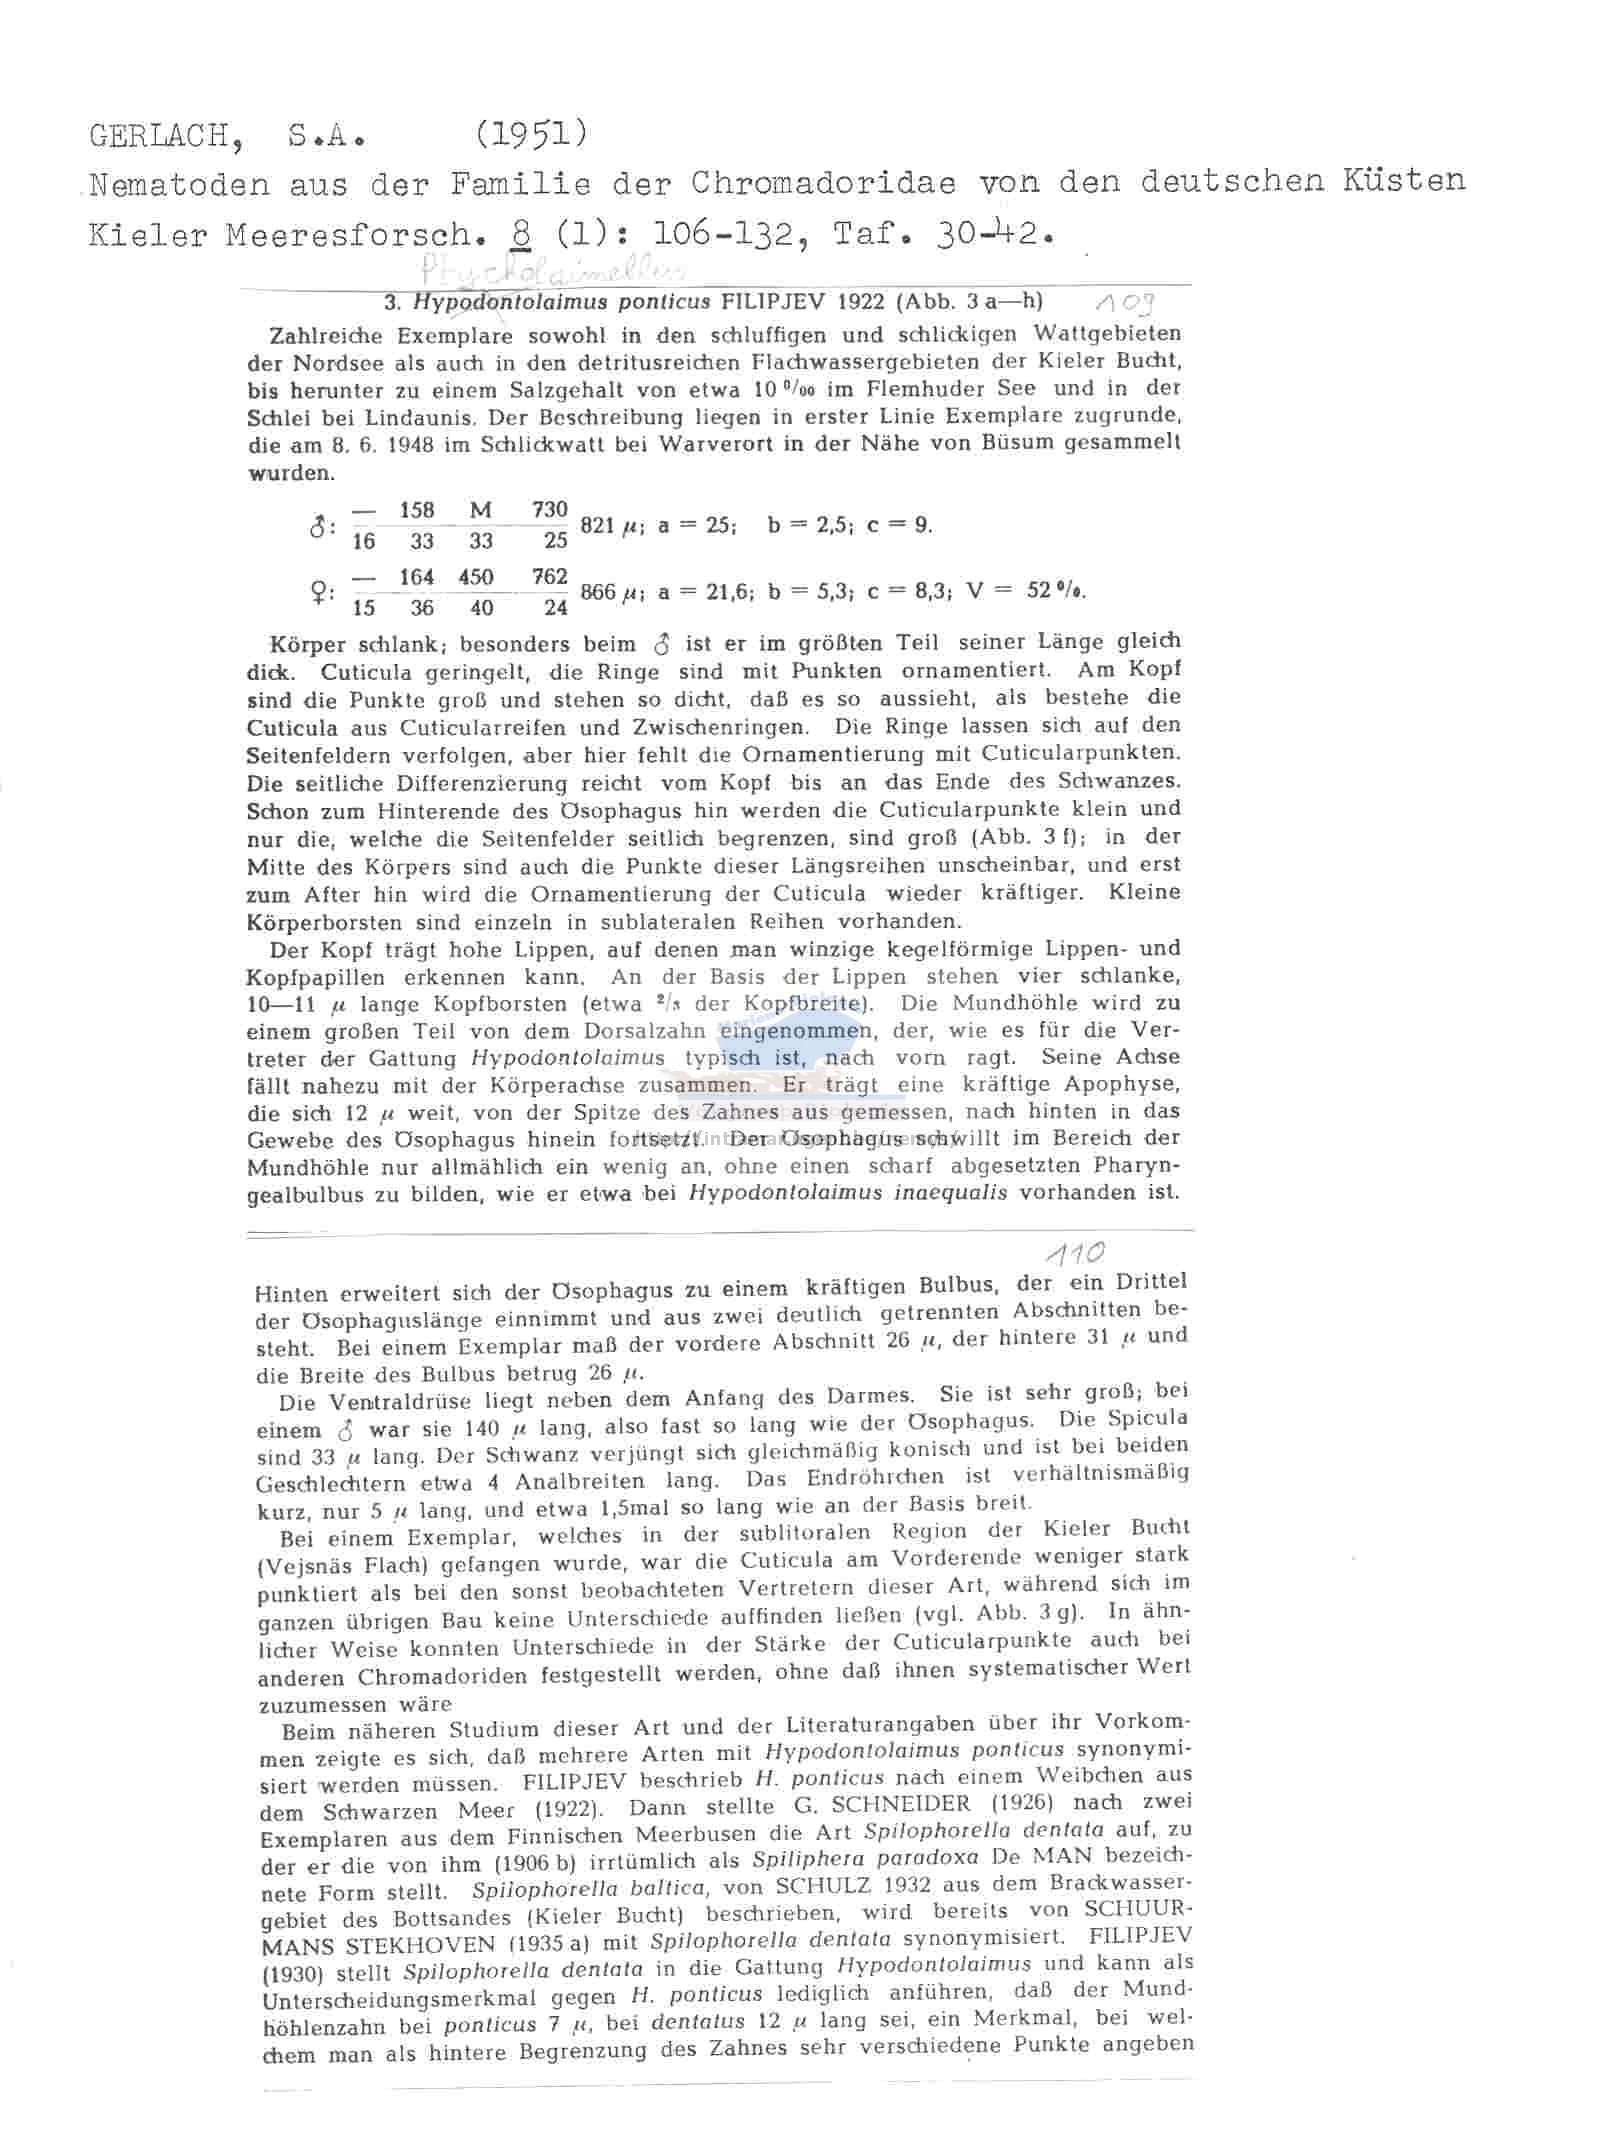 GERLACH, S.A. (1951)
Nematoden aus der Familie der Chromadoridae von den deutschen Küsten
Kieler Meeresforsch. 8 (1): 106-132, Taf. 30-42.
Ptycholaimellus
3. Hypodontolaimus ponticus FILIPJEV 1922 (Abb. 3 a—h) 109
Zahlreiche Exemplare sowohl in den schluffigen und schlickigen Wattgebieten
der Nordsee als auch in den detritusreichen Flachwassergebieten der Kieler Bucht,
bis herunter zu einem Salzgehalt von etwa 10 ⁰/₀₀ im Flemhuder See und in der
Schlei bei Lindaunis. Der Beschreibung liegen in erster Linie Exemplare zugrunde,
die am 8. 6. 1948 im Schlickwatt bei Warverort in der Nähe von Büsum gesammelt
wurden.
— 158 M 730
♂: 821 µ; a = 25; b = 2,5; c = 9.
16 33 33 25
— 164 450 762
♀: 866 µ; a = 21,6; b = 5,3; c = 8,3; V = 52 ⁰/₀.
15 36 40 24
Körper schlank; besonders beim ♂ ist er im größten Teil seiner Länge gleich
dick. Cuticula geringelt, die Ringe sind mit Punkten ornamentiert. Am Kopf
sind die Punkte groß und stehen so dicht, daß es so aussieht, als bestehe die
Cuticula aus Cuticularreifen und Zwischenringen. Die Ringe lassen sich auf den
Seitenfeldern verfolgen, aber hier fehlt die Ornamentierung mit Cuticularpunkten.
Die seitliche Differenzierung reicht vom Kopf bis an das Ende des Schwanzes.
Schon zum Hinterende des Ösophagus hin werden die Cuticularpunkte klein und
nur die, welche die Seitenfelder seitlich begrenzen, sind groß (Abb. 3 f); in der
Mitte des Körpers sind auch die Punkte dieser Längsreihen unscheinbar, und erst
zum After hin wird die Ornamentierung der Cuticula wieder kräftiger. Kleine
Körperborsten sind einzeln in sublateralen Reihen vorhanden.
Der Kopf trägt hohe Lippen, auf denen man winzige kegelförmige Lippen- und
Kopfpapillen erkennen kann. An der Basis der Lippen stehen vier schlanke,
10—11 µ lange Kopfborsten (etwa ²/₃ der Kopfbreite). Die Mundhöhle wird zu
einem großen Teil von dem Dorsalzahn eingenommen, der, wie es für die Ver-
treter der Gattung Hypodontolaimus typisch ist, nach vorn ragt. Seine Achse
fällt nahezu mit der Körperachse zusammen. Er trägt eine kräftige Apophyse,
die sich 12 µ weit, von der Spitze des Zahnes aus gemessen, nach hinten in das
Gewebe des Ösophagus hinein fortsetzt. Der Ösophagus schwillt im Bereich der
Mundhöhle nur allmählich ein wenig an, ohne einen scharf abgesetzten Pharyn-
gealbulbus zu bilden, wie er etwa bei Hypodontolaimus inaequalis vorhanden ist.
110
Hinten erweitert sich der Ösophagus zu einem kräftigen Bulbus, der ein Drittel
der Ösophaguslänge einnimmt und aus zwei deutlich getrennten Abschnitten be-
steht. Bei einem Exemplar maß der vordere Abschnitt 26 µ, der hintere 31 µ und
die Breite des Bulbus betrug 26 µ.
Die Ventraldrüse liegt neben dem Anfang des Darmes. Sie ist sehr groß; bei
einem ♂ war sie 140 µ lang, also fast so lang wie der Ösophagus. Die Spicula
sind 33 µ lang. Der Schwanz verjüngt sich gleichmäßig konisch und ist bei beiden
Geschlechtern etwa 4 Analbreiten lang. Das Endröhrchen ist verhältnismäßig
kurz, nur 5 µ lang, und etwa 1,5mal so lang wie an der Basis breit.
Bei einem Exemplar, welches in der sublitoralen Region der Kieler Bucht
(Vejsnäs Flach) gefangen wurde, war die Cuticula am Vorderende weniger stark
punktiert als bei den sonst beobachteten Vertretern dieser Art, während sich im
ganzen übrigen Bau keine Unterschiede auffinden ließen (vgl. Abb. 3 g). In ähn-
licher Weise konnten Unterschiede in der Stärke der Cuticularpunkte auch bei
anderen Chromadoriden festgestellt werden, ohne daß ihnen systematischer Wert
zuzumessen wäre
Beim näheren Studium dieser Art und der Literaturangaben über ihr Vorkom-
men zeigte es sich, daß mehrere Arten mit Hypodontolaimus ponticus synonymi-
siert werden müssen. FILIPJEV beschrieb H. ponticus nach einem Weibchen aus
dem Schwarzen Meer (1922). Dann stellte G. SCHNEIDER (1926) nach zwei
Exemplaren aus dem Finnischen Meerbusen die Art Spilophorella dentata auf, zu
der er die von ihm (1906 b) irrtümlich als Spiliphera paradoxa De MAN bezeich-
nete Form stellt. Spilophorella baltica, von SCHULZ 1932 aus dem Brackwasser-
gebiet des Bottsandes (Kieler Bucht) beschrieben, wird bereits von SCHUUR-
MANS STEKHOVEN (1935 a) mit Spilophorella dentata synonymisiert. FILIPJEV
(1930) stellt Spilophorella dentata in die Gattung Hypodontolaimus und kann als
Unterscheidungsmerkmal gegen H. ponticus lediglich anführen, daß der Mund-
höhlenzahn bei ponticus 7 µ, bei dentatus 12 µ lang sei, ein Merkmal, bei wel-
chem man als hintere Begrenzung des Zahnes sehr verschiedene Punkte angeben